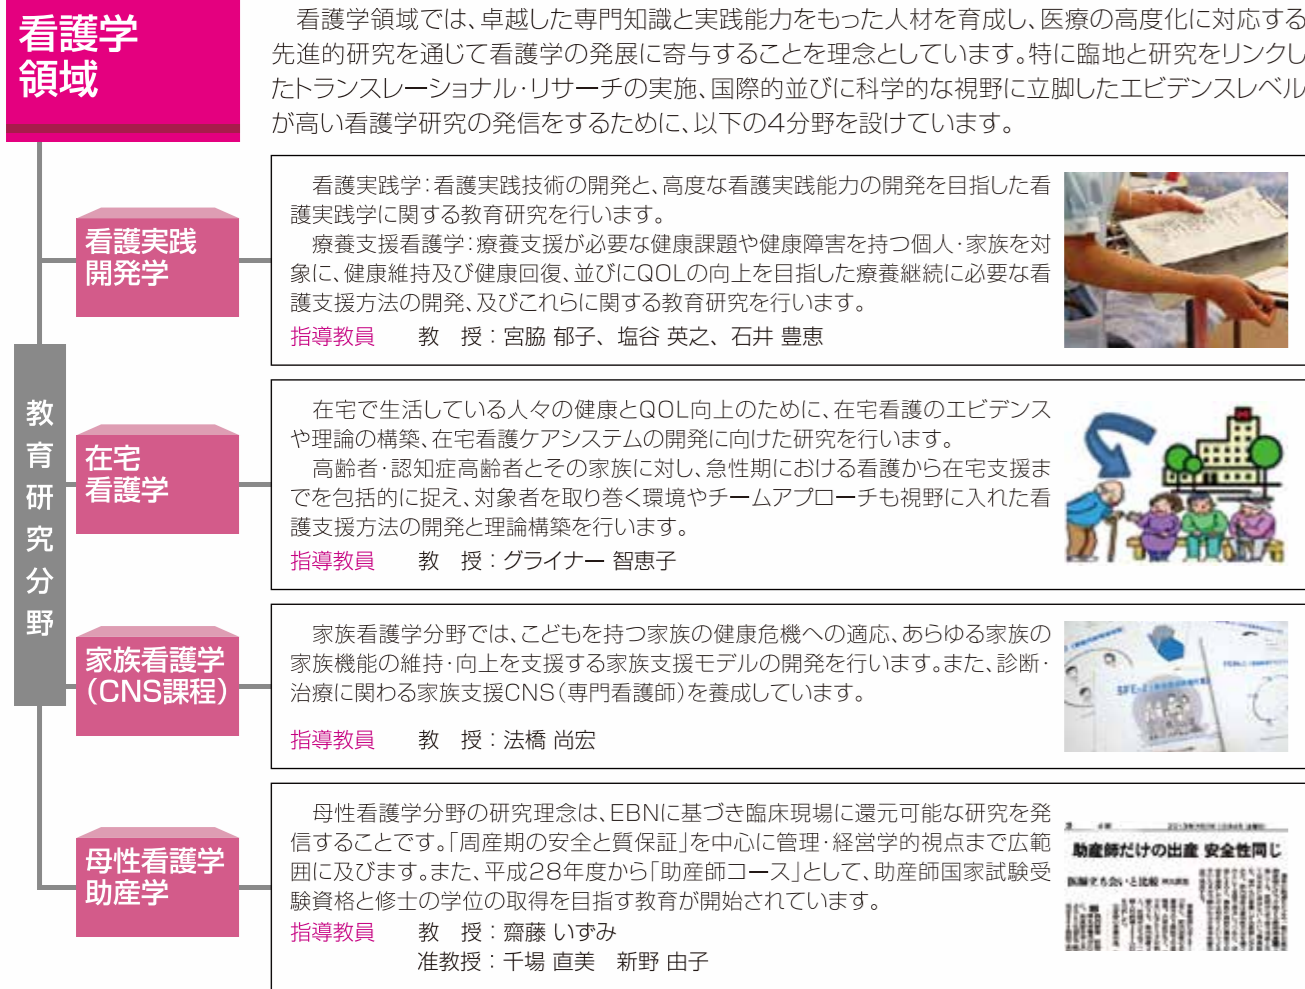 看護学
領域
看護学領域では、卓越した専門知識と実践能力をもった人材を育成し、医療の高度化に対応する
先進的研究を通じて看護学の発展に寄与することを理念としています。特に臨地と研究をリンクし
たトランスレーショナル・リサーチの実施、国際的並びに科学的な視野に立脚したエビデンスレベル
が高い看護学研究の発信をするために、以下の4分野を設けています。
教育研究分野
看護実践
開発学
看護実践学：看護実践技術の開発と、高度な看護実践能力の開発を目指した看
護実践学に関する教育研究を行います。
療養支援看護学：療養支援が必要な健康課題や健康障害を持つ個人・家族を対
象に、健康維持及び健康回復、並びにQOLの向上を目指した療養継続に必要な看
護支援方法の開発、及びこれらに関する教育研究を行います。
指導教員　教　授：宮脇 郁子、塩谷 英之、石井 豊恵
在宅
看護学
在宅で生活している人々の健康とQOL向上のために、在宅看護のエビデンス
や理論の構築、在宅看護ケアシステムの開発に向けた研究を行います。
高齢者・認知症高齢者とその家族に対し、急性期における看護から在宅支援ま
でを包括的に捉え、対象者を取り巻く環境やチームアプローチも視野に入れた看
護支援方法の開発と理論構築を行います。
指導教員　教　授：グライナー 智恵子
家族看護学
（CNS課程）
家族看護学分野では、こどもを持つ家族の健康危機への適応、あらゆる家族の
家族機能の維持・向上を支援する家族支援モデルの開発を行います。また、診断・
治療に関わる家族支援CNS（専門看護師）を養成しています。
指導教員　教　授：法橋 尚宏
母性看護学
助産学
母性看護学分野の研究理念は、EBNに基づき臨床現場に還元可能な研究を発
信することです。「周産期の安全と質保証」を中心に管理・経営学的視点まで広範
囲に及びます。また、平成28年度から「助産師コース」として、助産師国家試験受
験資格と修士の学位の取得を目指す教育が開始されています。
指導教員　教　授：齋藤 いずみ
准教授：千場 直美　新野 由子
助産師だけの出産 安全性同じ
医師立ち会いと比較